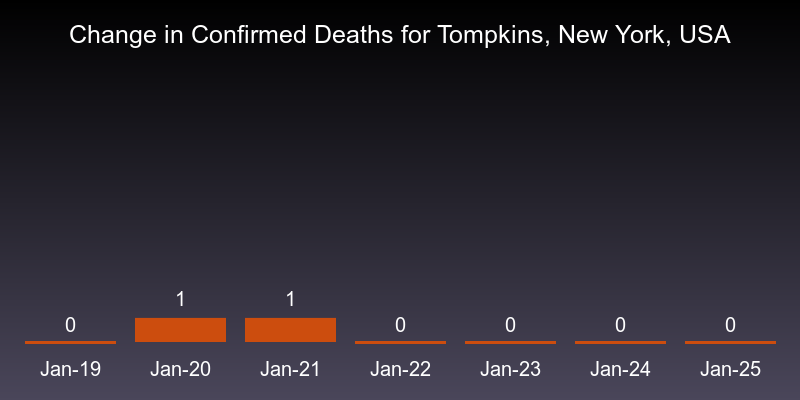 Change in Confirmed Deaths for Tompkins, New York, USA
0 1 1 0 0 0 0
Jan-19 Jan-20 Jan-21 Jan-22 Jan-23 Jan-24 Jan-25